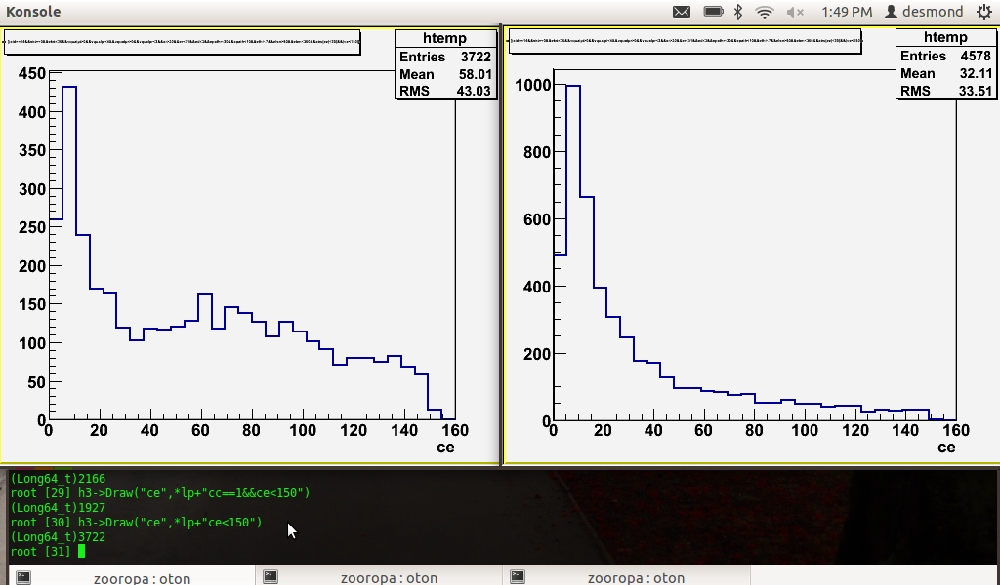 Konsole
1:49 PM
desmond
htemp
Entries 3722
Mean 58.01
RMS 43.03
450
400
350
300
250
200
150
100
50
0
0 20 40 60 80 100 120 140 160
ce
htemp
Entries 4578
Mean 32.11
RMS 33.51
1000
800
600
400
200
0
0 20 40 60 80 100 120 140 160
ce
(Long64_t)2166
root [29] h3->Draw("ce",*lp+"cc==1&&ce<150")
(Long64_t)1927
root [30] h3->Draw("ce",*lp+"ce<150")
(Long64_t)3722
root [31]
zooropa : oton
zooropa : oton
zooropa : oton